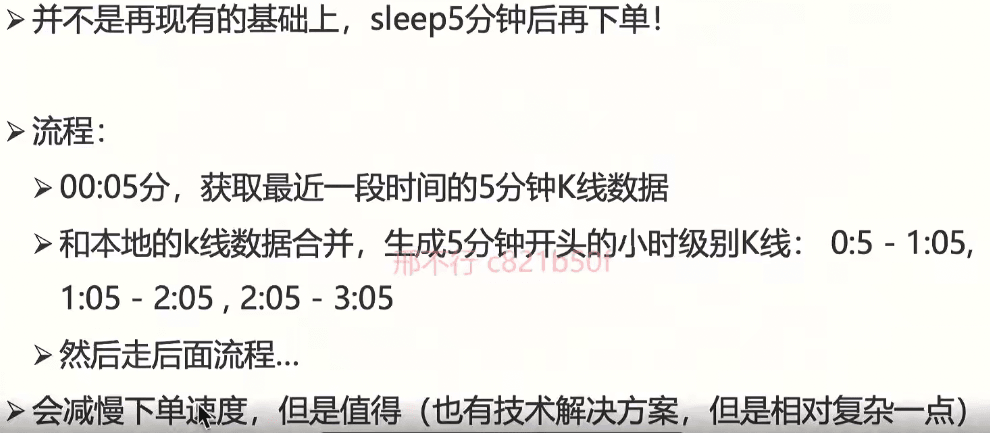 ➢ 并不是再现有的基础上，sleep5分钟后再下单！
➢ 流程：
➢ 00:05分，获取最近一段时间的5分钟K线数据
➢ 和本地的k线数据合并，生成5分钟开头的小时级别K线： 0:5 - 1:05,
邢不行 c821b50f
1:05 - 2:05 , 2:05 - 3:05
➢ 然后走后面流程...
➢ 会减慢下单速度，但是值得（也有技术解决方案，但是相对复杂一点）